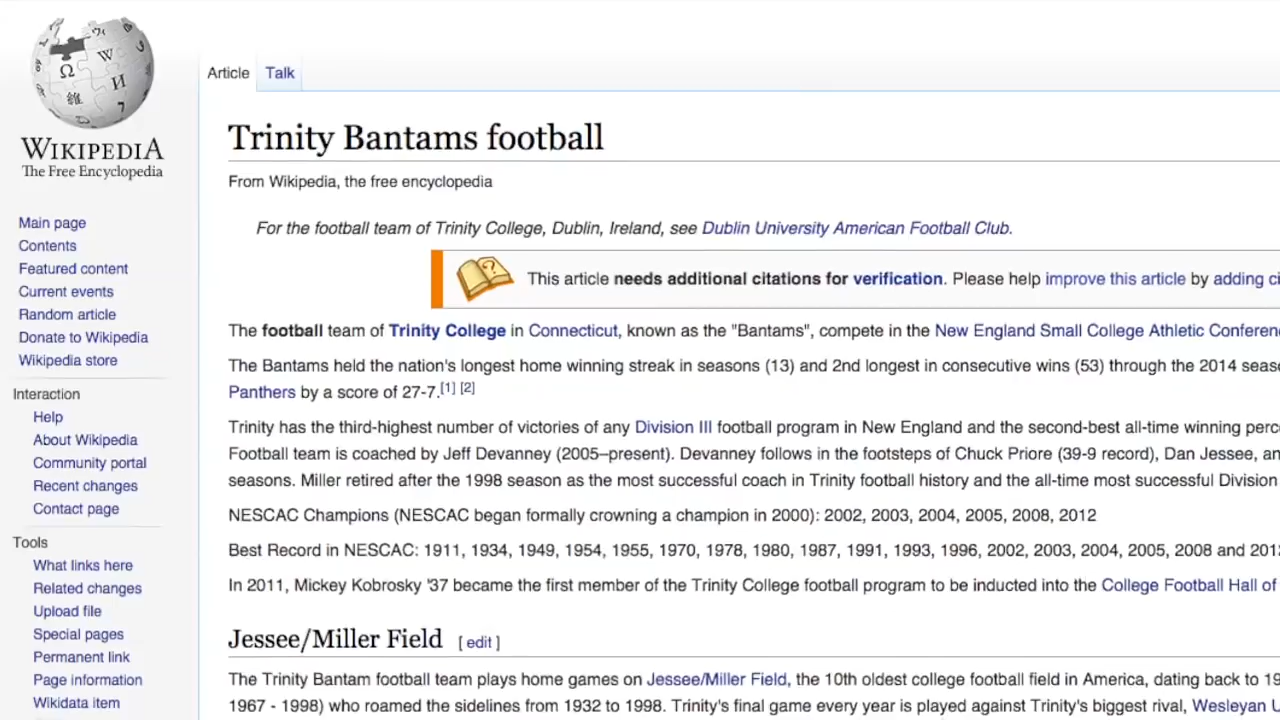 WIKIPEDIA
The Free Encyclopedia
Main page
Contents
Featured content
Current events
Random article
Donate to Wikipedia
Wikipedia store
Interaction
Help
About Wikipedia
Community portal
Recent changes
Contact page
Tools
What links here
Related changes
Upload file
Special pages
Permanent link
Page information
Wikidata item
Article Talk
Trinity Bantams football
From Wikipedia, the free encyclopedia
For the football team of Trinity College, Dublin, Ireland, see Dublin University American Football Club.
This article needs additional citations for verification. Please help improve this article by adding
The football team of Trinity College in Connecticut, known as the "Bantams", compete in the New England Small College Athletic
The Bantams held the nation's longest home winning streak in seasons (13) and 2nd longest in consecutive wins (53) through the 2014
Panthers by a score of 27-7.[1] [2]
Trinity has the third-highest number of victories of any Division III football program in New England and the second-best all-time winning
Football team is coached by Jeff Devanney (2005–present). Devanney follows in the footsteps of Chuck Priore (39-9 record), Dan Jessee,
seasons. Miller retired after the 1998 season as the most successful coach in Trinity football history and the all-time most successful Division
NESCAC Champions (NESCAC began formally crowning a champion in 2000): 2002, 2003, 2004, 2005, 2008, 2012
Best Record in NESCAC: 1911, 1934, 1949, 1954, 1955, 1970, 1978, 1980, 1987, 1991, 1993, 1996, 2002, 2003, 2004, 2005, 2008 and
In 2011, Mickey Kobrosky '37 became the first member of the Trinity College football program to be inducted into the College Football Hall of
Jessee/Miller Field [ edit ]
The Trinity Bantam football team plays home games on Jessee/Miller Field, the 10th oldest college football field in America, dating back to
1967 - 1998) who roamed the sidelines from 1932 to 1998. Trinity's final game every year is played against Trinity's biggest rival, Wesleyan